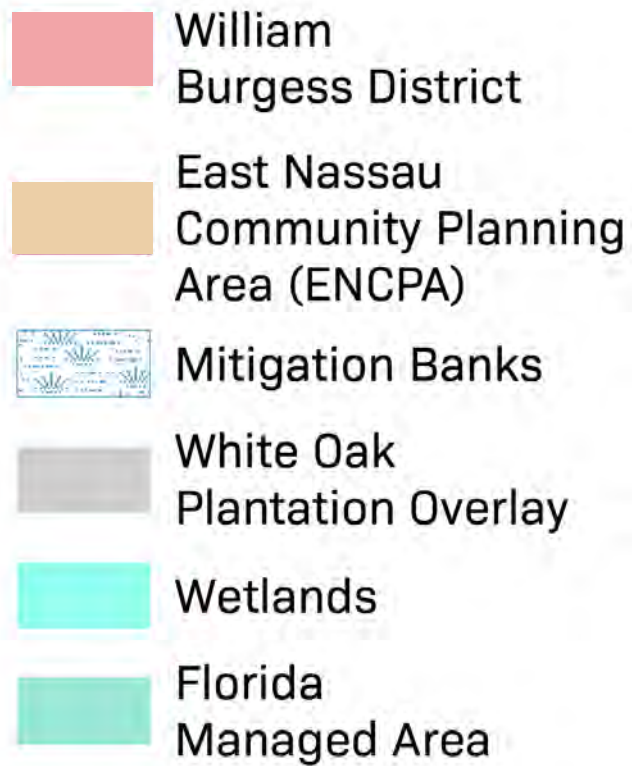 William
Burgess District
East Nassau
Community Planning
Area (ENCPA)
Mitigation Banks
White Oak
Plantation Overlay
Wetlands
Florida
Managed Area